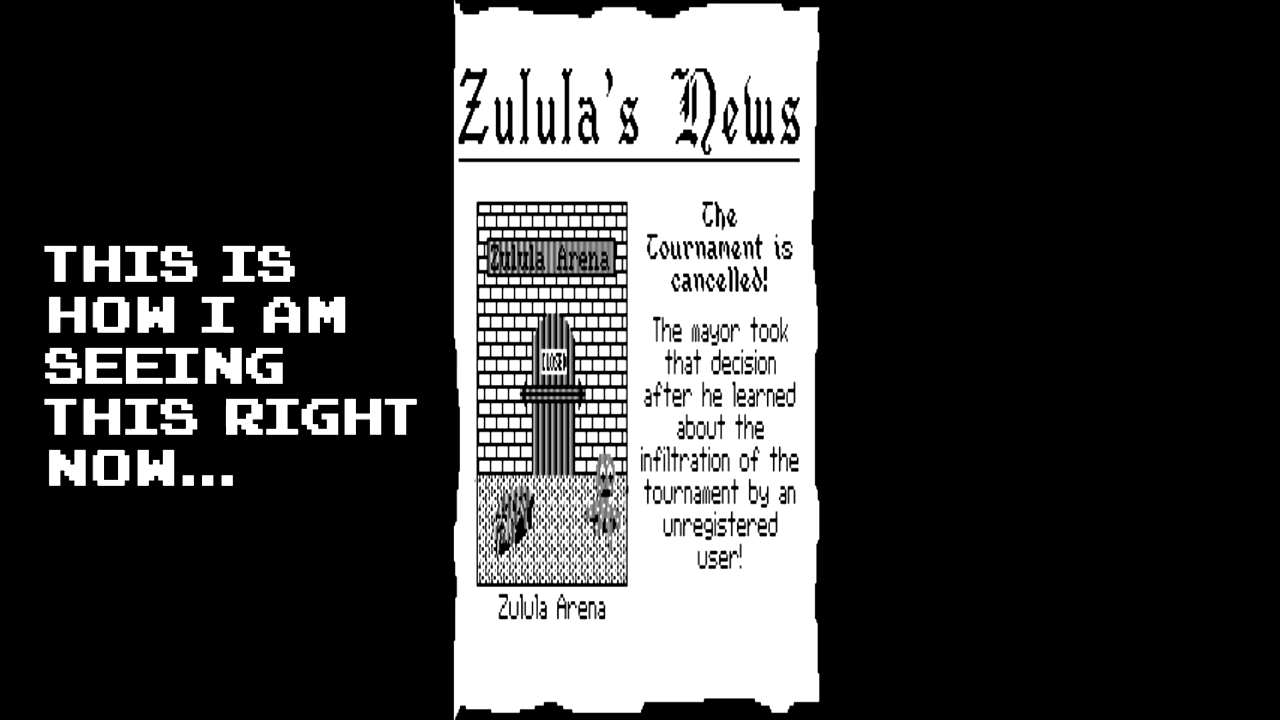 THIS IS
HOW I AM
SEEING
THIS RIGHT
NOW...
Zulula's News
Zulula Arena
CLOSED
Zulula Arena
The
Tournament is
cancelled!
The mayor took
that decision
after he learned
about the
infiltration of the
tournament by an
unregistered
user!